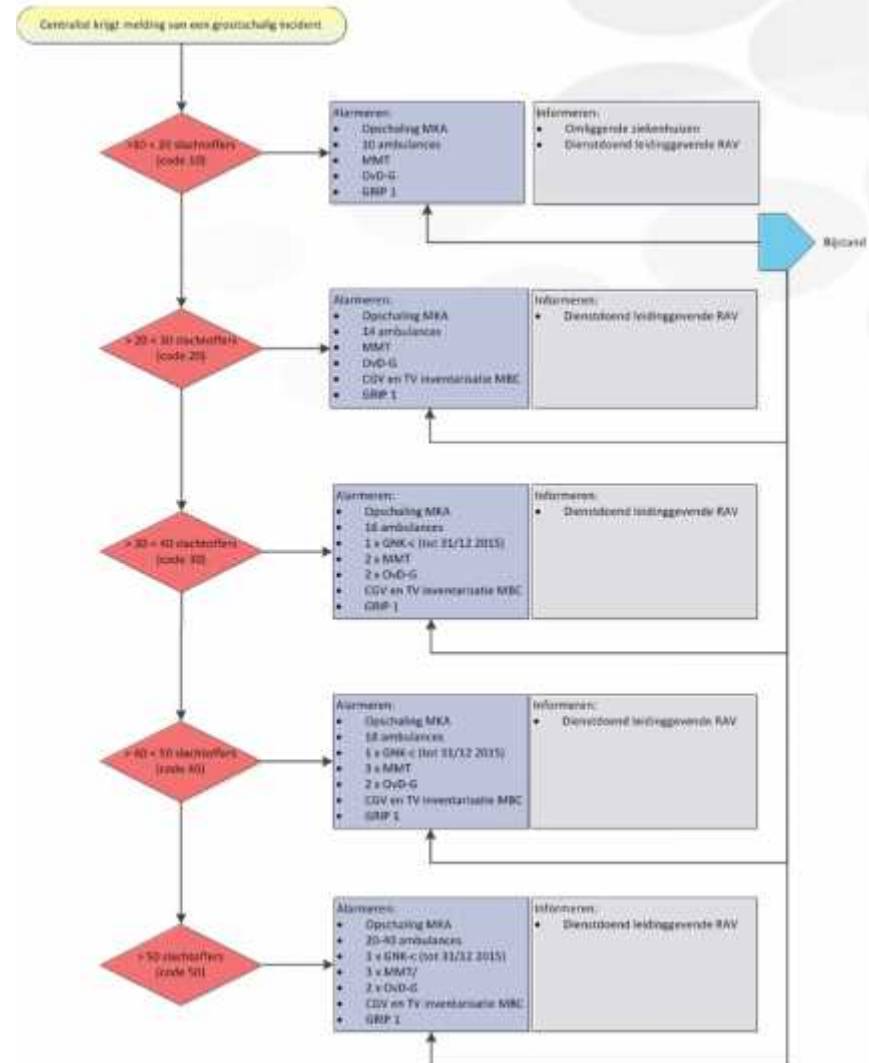 Centralist krijgt melding van een grootschalig incident
>10 < 20 slachtoffers
(code 10)
Alarmeren:
• Opschaling MKA
• 10 ambulances
• MMT
• OvD-G
• GRIP 1
Informeren:
• Omliggende ziekenhuizen
• Dienstdoend leidinggevende RAV
Bijstand
> 20 < 30 slachtoffers
(code 20)
Alarmeren:
• Opschaling MKA
• 14 ambulances
• MMT
• OvD-G
• CGV en TV inventarisatie MBC
• GRIP 1
Informeren:
• Dienstdoend leidinggevende RAV
> 30 < 40 slachtoffers
(code 30)
Alarmeren:
• Opschaling MKA
• 16 ambulances
• 1 x GNK-c (tot 31/12 2015)
• 2 x MMT
• 2 x OvD-G
• CGV en TV inventarisatie MBC
• GRIP 1
Informeren:
• Dienstdoend leidinggevende RAV
> 40 < 50 slachtoffers
(code 40)
Alarmeren:
• Opschaling MKA
• 18 ambulances
• 1 x GNK-c (tot 31/12 2015)
• 3 x MMT
• 2 x OvD-G
• CGV en TV inventarisatie MBC
• GRIP 1
Informeren:
• Dienstdoend leidinggevende RAV
> 50 slachtoffers
(code 50)
Alarmeren:
• Opschaling MKA
• 20-40 ambulances
• 1 x GNK-c (tot 31/12 2015)
• 3 x MMT/
• 2 x OvD-G
• CGV en TV inventarisatie MBC
• GRIP 1
Informeren:
• Dienstdoend leidinggevende RAV